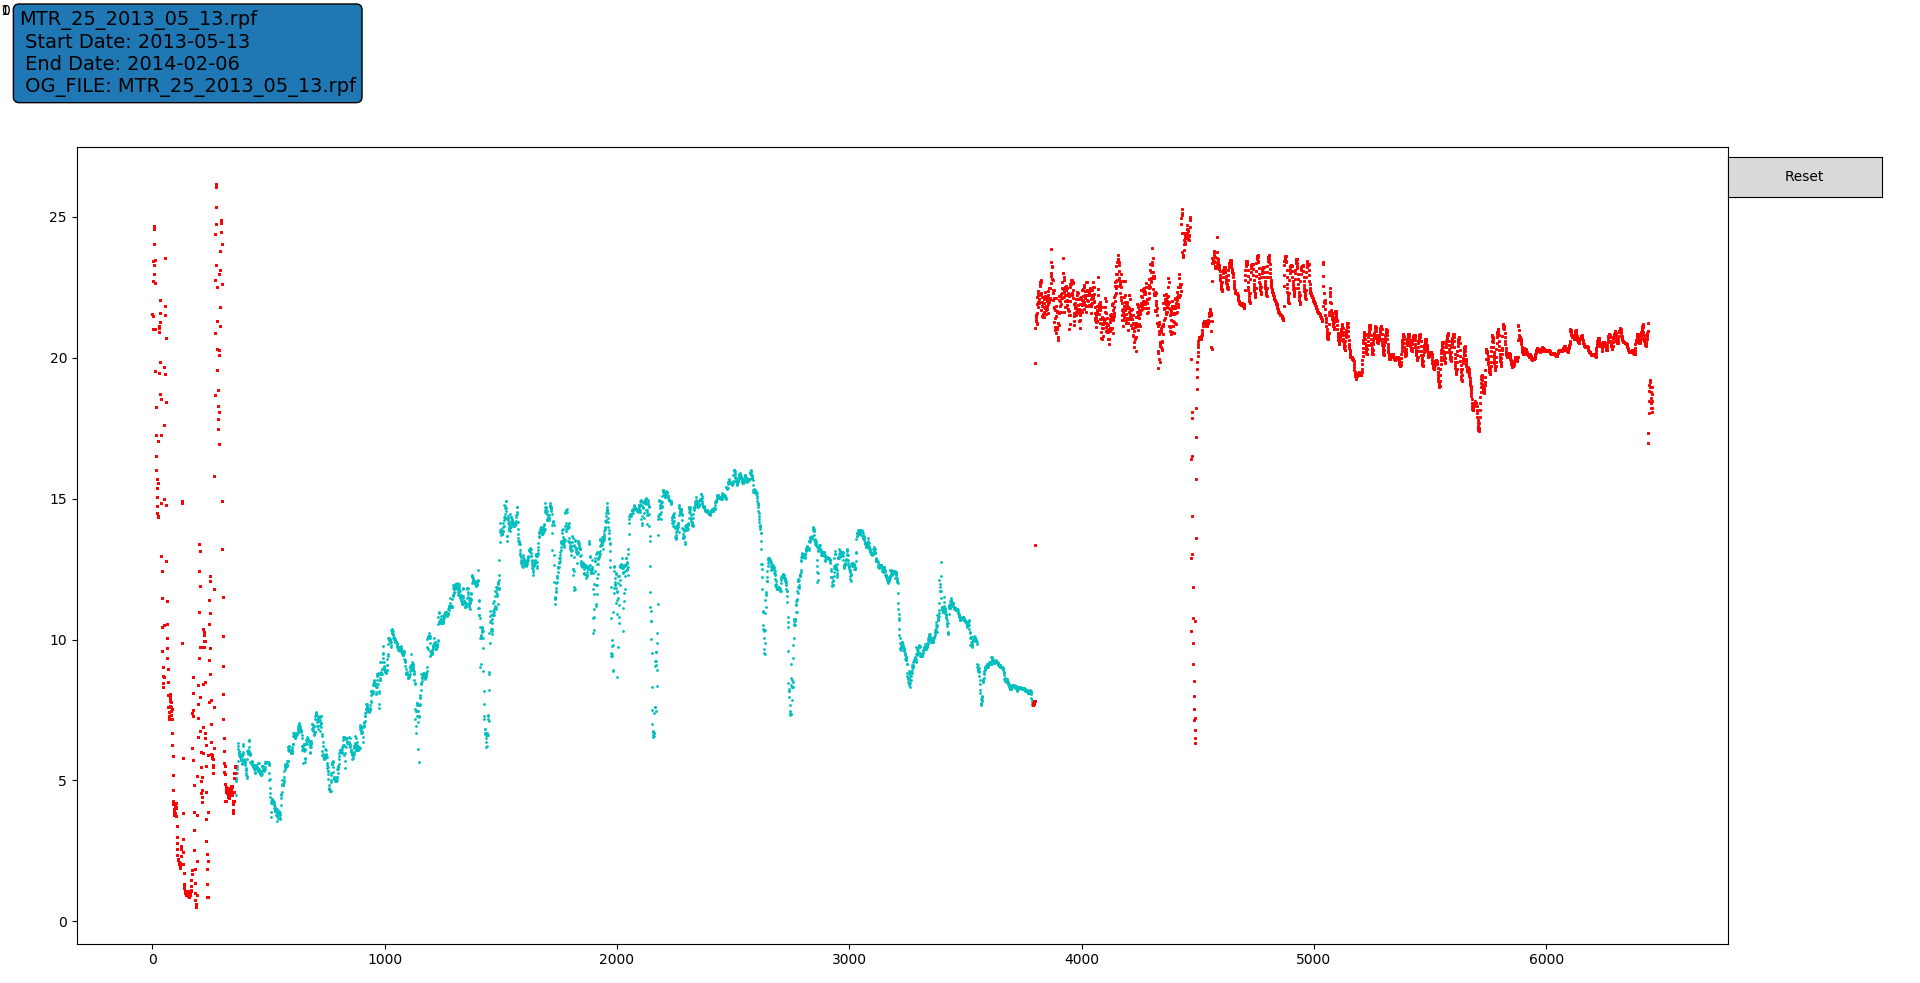 MTR_25_2013_05_13.rpf
Start Date: 2013-05-13
End Date: 2014-02-06
OG_FILE: MTR_25_2013_05_13.rpf
Reset
25
20
15
10
5
0
0 1000 2000 3000 4000 5000 6000